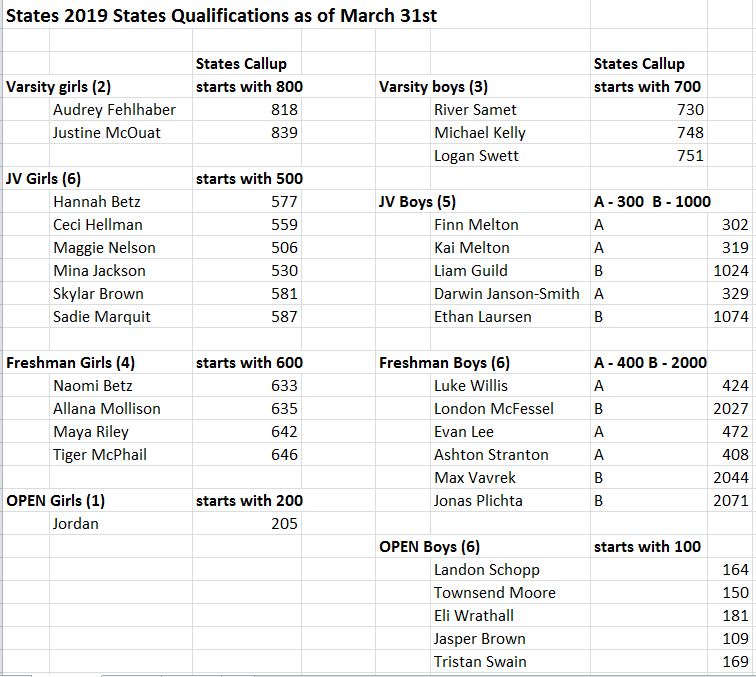 States 2019 States Qualifications as of March 31st
States Callup States Callup
Varsity girls (2) starts with 800 Varsity boys (3) starts with 700
Audrey Fehlhaber 818 River Samet 730
Justine McOuat 839 Michael Kelly 748
Logan Swett 751
JV Girls (6) starts with 500
Hannah Betz 577 JV Boys (5) A - 300 B - 1000
Ceci Hellman 559 Finn Melton A 302
Maggie Nelson 506 Kai Melton A 319
Mina Jackson 530 Liam Guild B 1024
Skylar Brown 581 Darwin Janson-Smith A 329
Sadie Marquit 587 Ethan Laursen B 1074
Freshman Girls (4) starts with 600 Freshman Boys (6) A - 400 B - 2000
Naomi Betz 633 Luke Willis A 424
Allana Mollison 635 London McFessel B 2027
Maya Riley 642 Evan Lee A 472
Tiger McPhail 646 Ashton Stranton A 408
Max Vavrek B 2044
OPEN Girls (1) starts with 200 Jonas Plichta B 2071
Jordan 205
OPEN Boys (6) starts with 100
Landon Schopp 164
Townsend Moore 150
Eli Wrathall 181
Jasper Brown 109
Tristan Swain 169